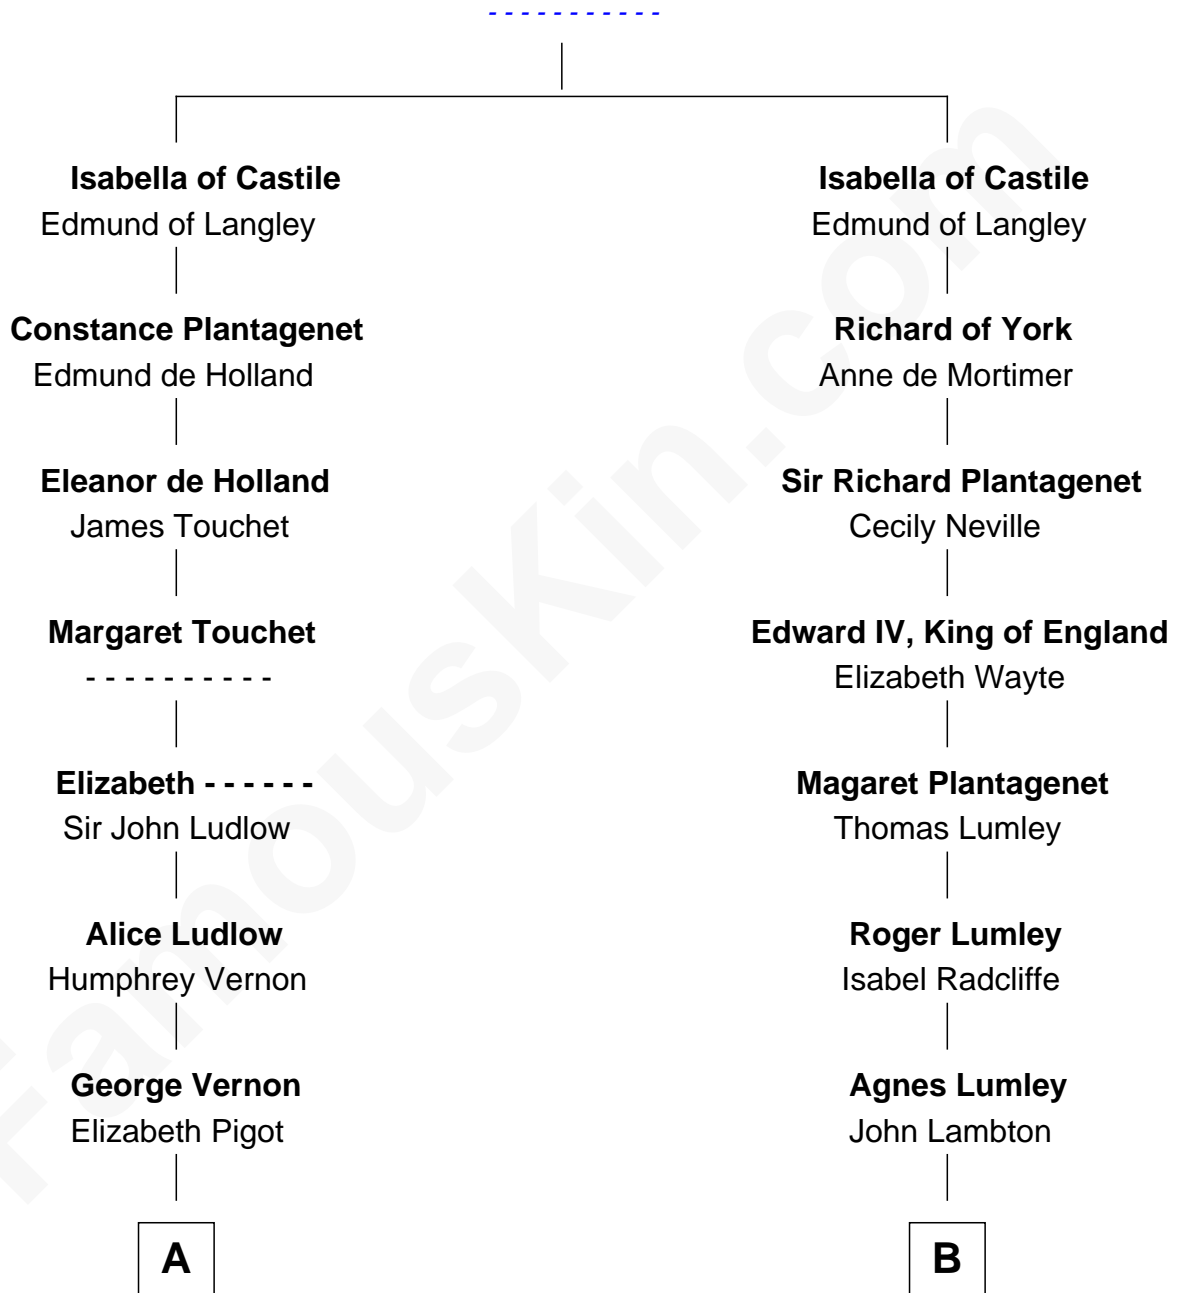 - - - - - - - - - - -
Isabella of Castile
Edmund of Langley
Constance Plantagenet
Edmund de Holland
Eleanor de Holland
James Touchet
Margaret Touchet
- - - - - - - - - -
Elizabeth - - - - - -
Sir John Ludlow
Alice Ludlow
Humphrey Vernon
George Vernon
Elizabeth Pigot
A
Isabella of Castile
Edmund of Langley
Richard of York
Anne de Mortimer
Sir Richard Plantagenet
Cecily Neville
Edward IV, King of England
Elizabeth Wayte
Magaret Plantagenet
Thomas Lumley
Roger Lumley
Isabel Radcliffe
Agnes Lumley
John Lambton
B
FamousKin.com